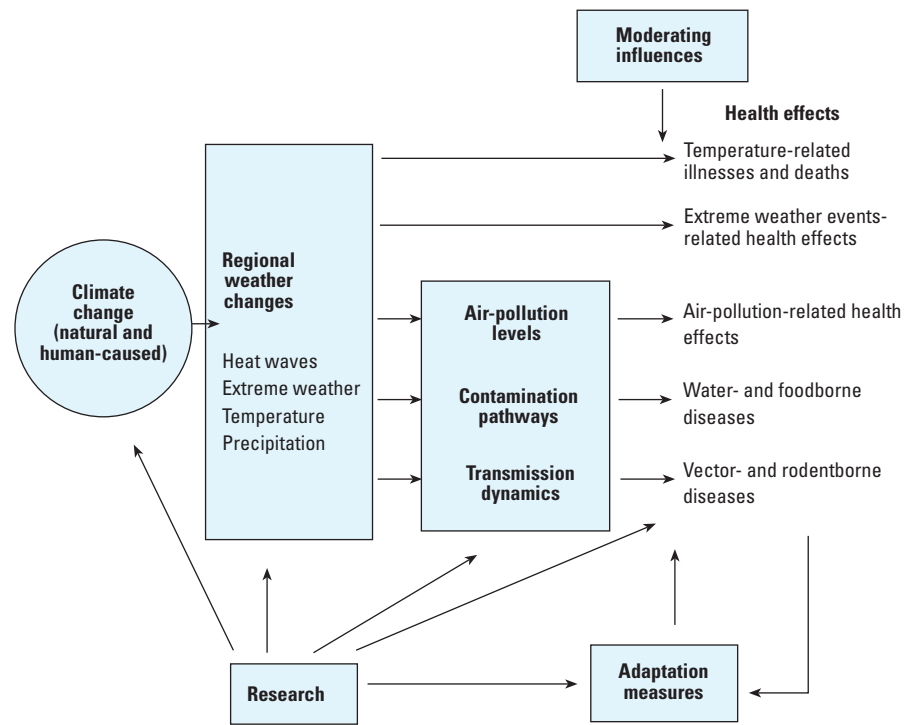 Moderating
influences
Health effects
Temperature-related
illnesses and deaths
Extreme weather events-
related health effects
Regional
weather
changes
Heat waves
Extreme weather
Temperature
Precipitation
Climate
change
(natural and
human-caused)
Air-pollution
levels
Contamination
pathways
Transmission
dynamics
Air-pollution-related health
effects
Water- and foodborne
diseases
Vector- and rodentborne
diseases
Research
Adaptation
measures